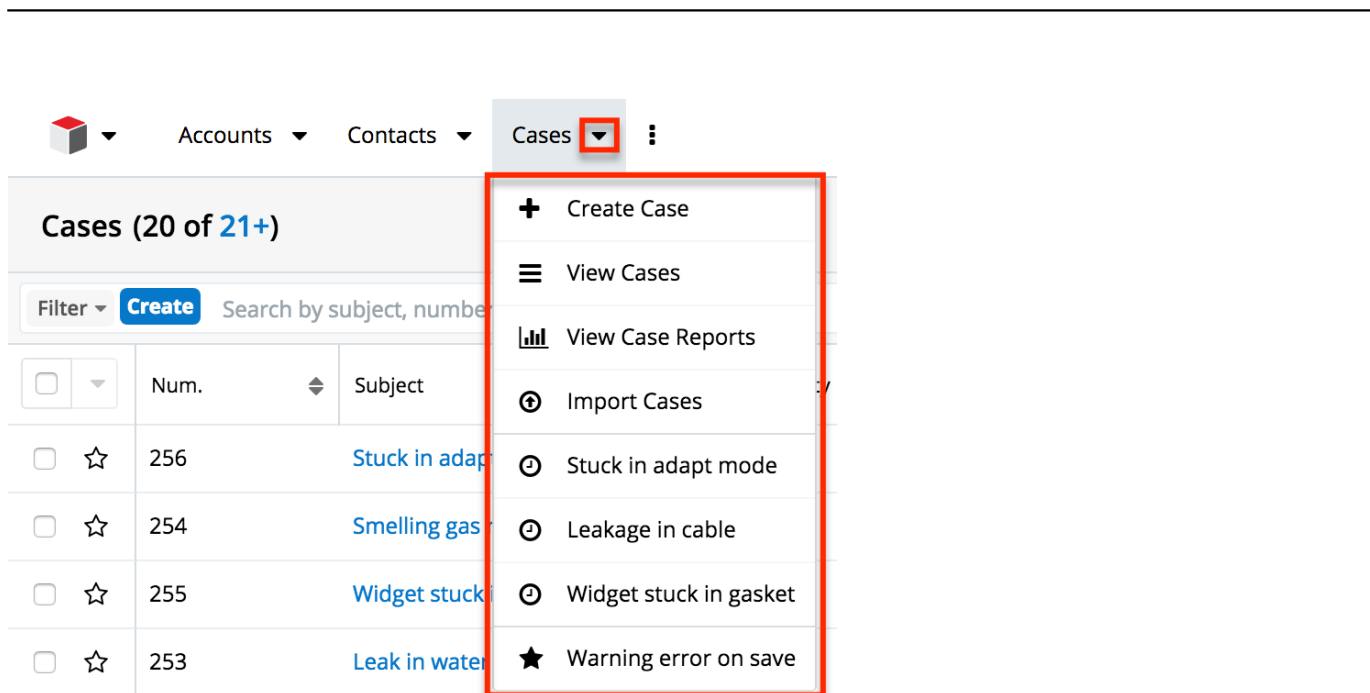 Accounts Contacts Cases
Cases (20 of 21+)
Filter Create Search by subject, number
Num. Subject
256 Stuck in adap
254 Smelling gas
255 Widget stuck
253 Leak in water
Create Case
View Cases
View Case Reports
Import Cases
Stuck in adapt mode
Leakage in cable
Widget stuck in gasket
Warning error on save